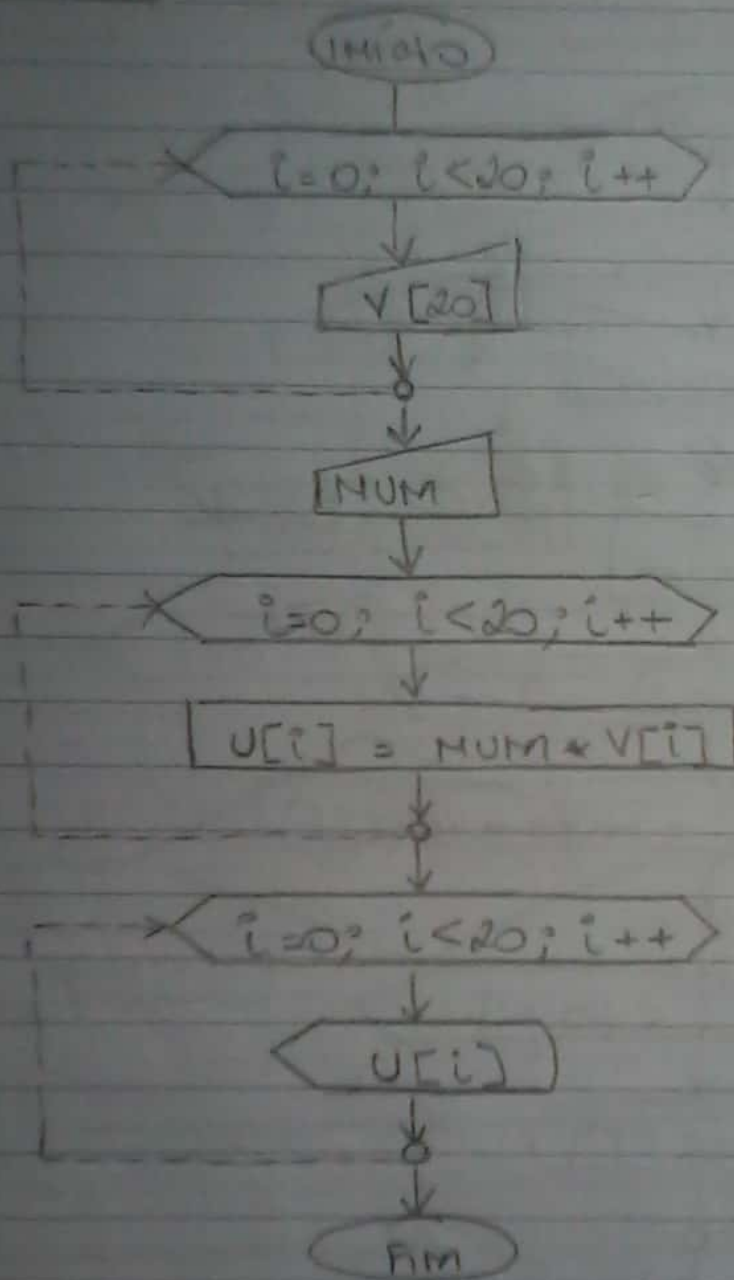 INICIO
i=0; i<20; i++
V[20]
NUM
i=0; i<20; i++
U[i] = NUM * V[i]
i=0; i<20; i++
U[i]
FIM